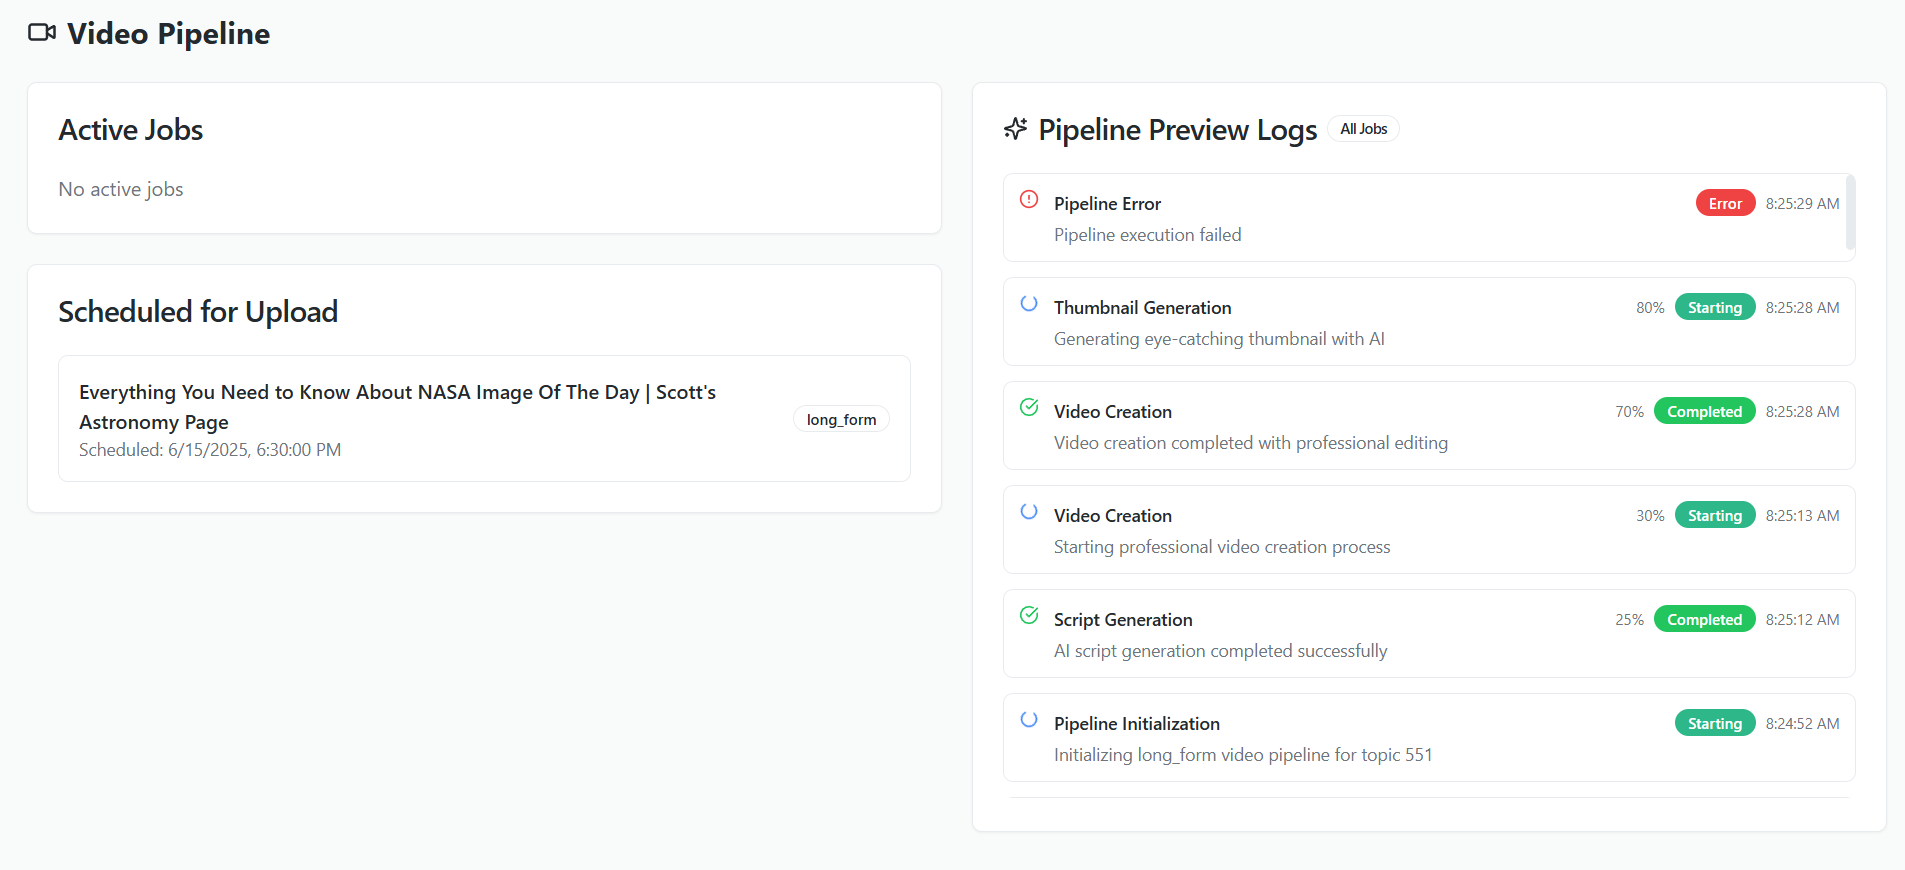 Video Pipeline
Active Jobs
No active jobs
Scheduled for Upload
Everything You Need to Know About NASA Image Of The Day | Scott's
Astronomy Page
Scheduled: 6/15/2025, 6:30:00 PM
long_form
Pipeline Preview Logs
All Jobs
Pipeline Error
Error
8:25:29 AM
Pipeline execution failed
Thumbnail Generation
80%
Starting
8:25:28 AM
Generating eye-catching thumbnail with AI
Video Creation
70%
Completed
8:25:28 AM
Video creation completed with professional editing
Video Creation
30%
Starting
8:25:13 AM
Starting professional video creation process
Script Generation
25%
Completed
8:25:12 AM
AI script generation completed successfully
Pipeline Initialization
Starting
8:24:52 AM
Initializing long_form video pipeline for topic 551